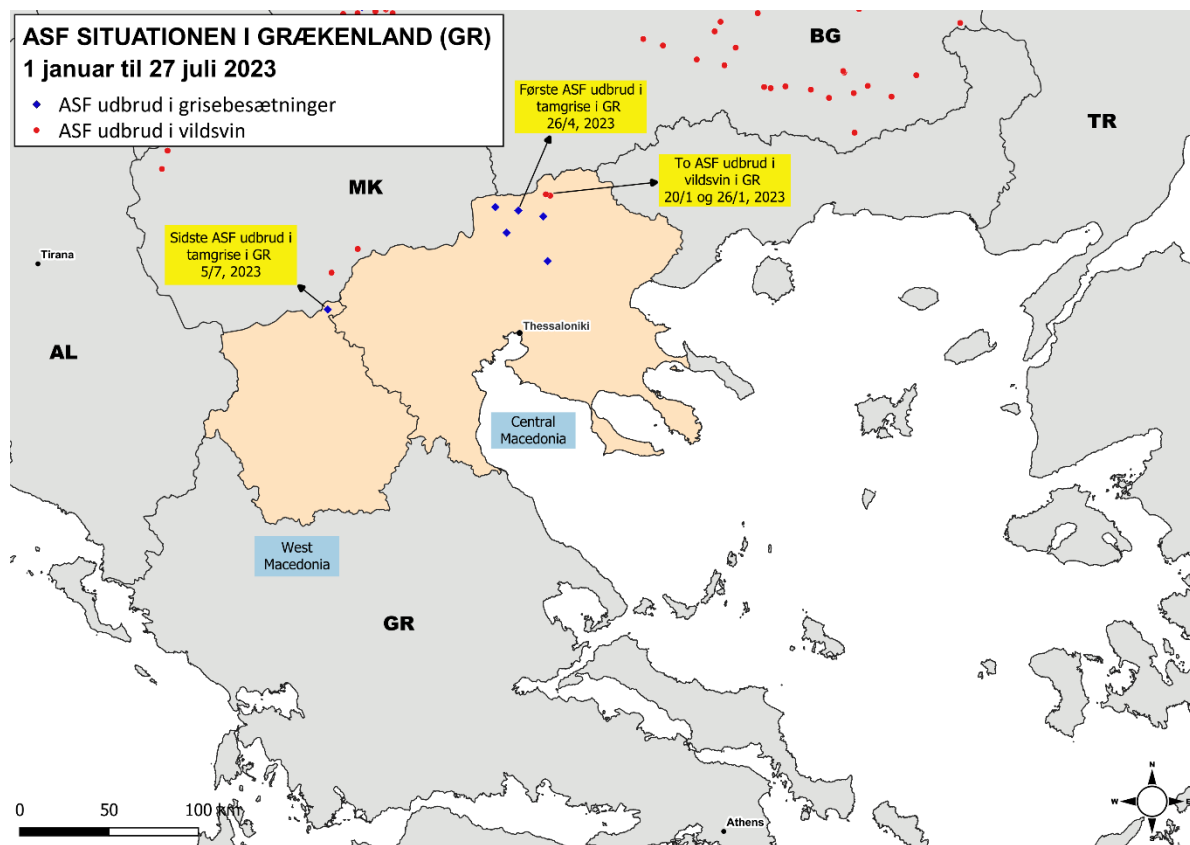 ASF SITUATIONEN I GRÆKENLAND (GR)
1 januar til 27 juli 2023
ASF udbrud i grisebesætninger
ASF udbrud i vildsvin
BG
Første ASF udbrud i
tamgrise i GR
26/4, 2023
TR
To ASF udbrud i
vildsvin i GR
20/1 og 26/1, 2023
MK
Sidste ASF udbrud i
tamgrise i GR
5/7, 2023
Tirana
Thessaloniki
AL
Central
Macedonia
West
Macedonia
GR
N
W
E
S
0 50 100 km
Athens